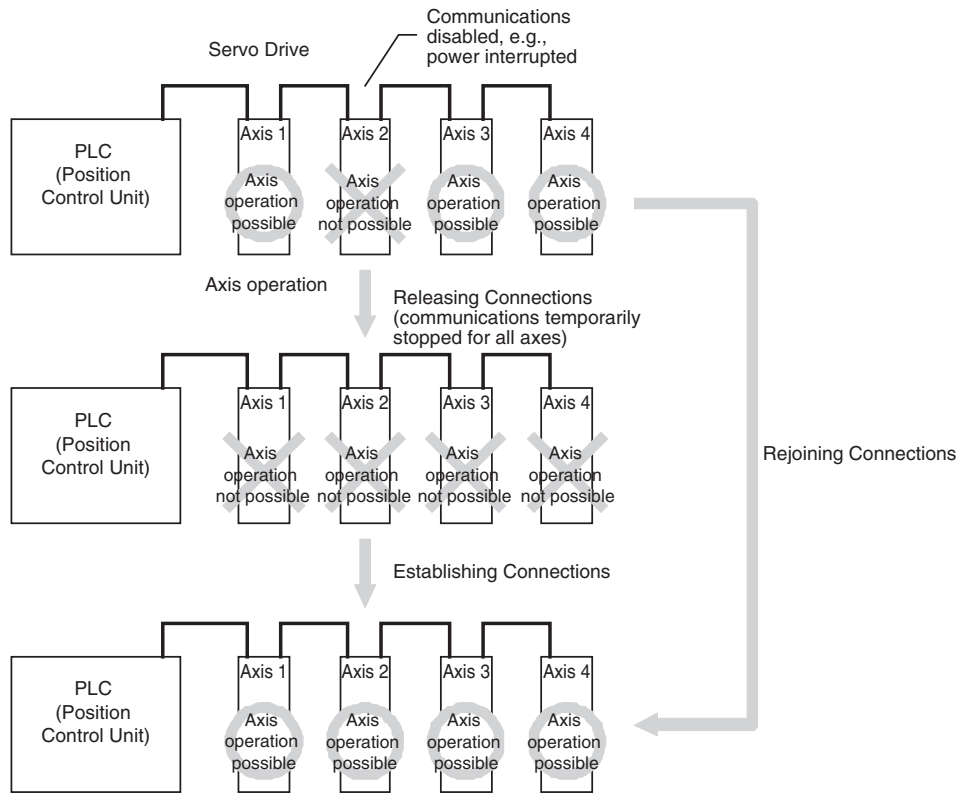 Communications
disabled, e.g.,
power interrupted
Servo Drive
PLC
(Position
Control Unit)
Axis 1
Axis
operation
possible
Axis 2
Axis
operation
not possible
Axis 3
Axis
operation
possible
Axis 4
Axis
operation
possible
Axis operation
Releasing Connections
(communications temporarily
stopped for all axes)
PLC
(Position
Control Unit)
Axis 1
Axis
operation
not possible
Axis 2
Axis
operation
not possible
Axis 3
Axis
operation
not possible
Axis 4
Axis
operation
not possible
Rejoining Connections
Establishing Connections
PLC
(Position
Control Unit)
Axis 1
Axis
operation
possible
Axis 2
Axis
operation
possible
Axis 3
Axis
operation
possible
Axis 4
Axis
operation
possible